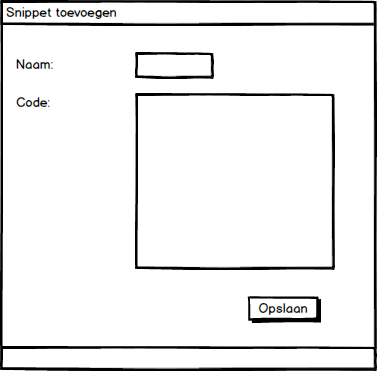 Snippet toevoegen
Naam:
Code:
Opslaan